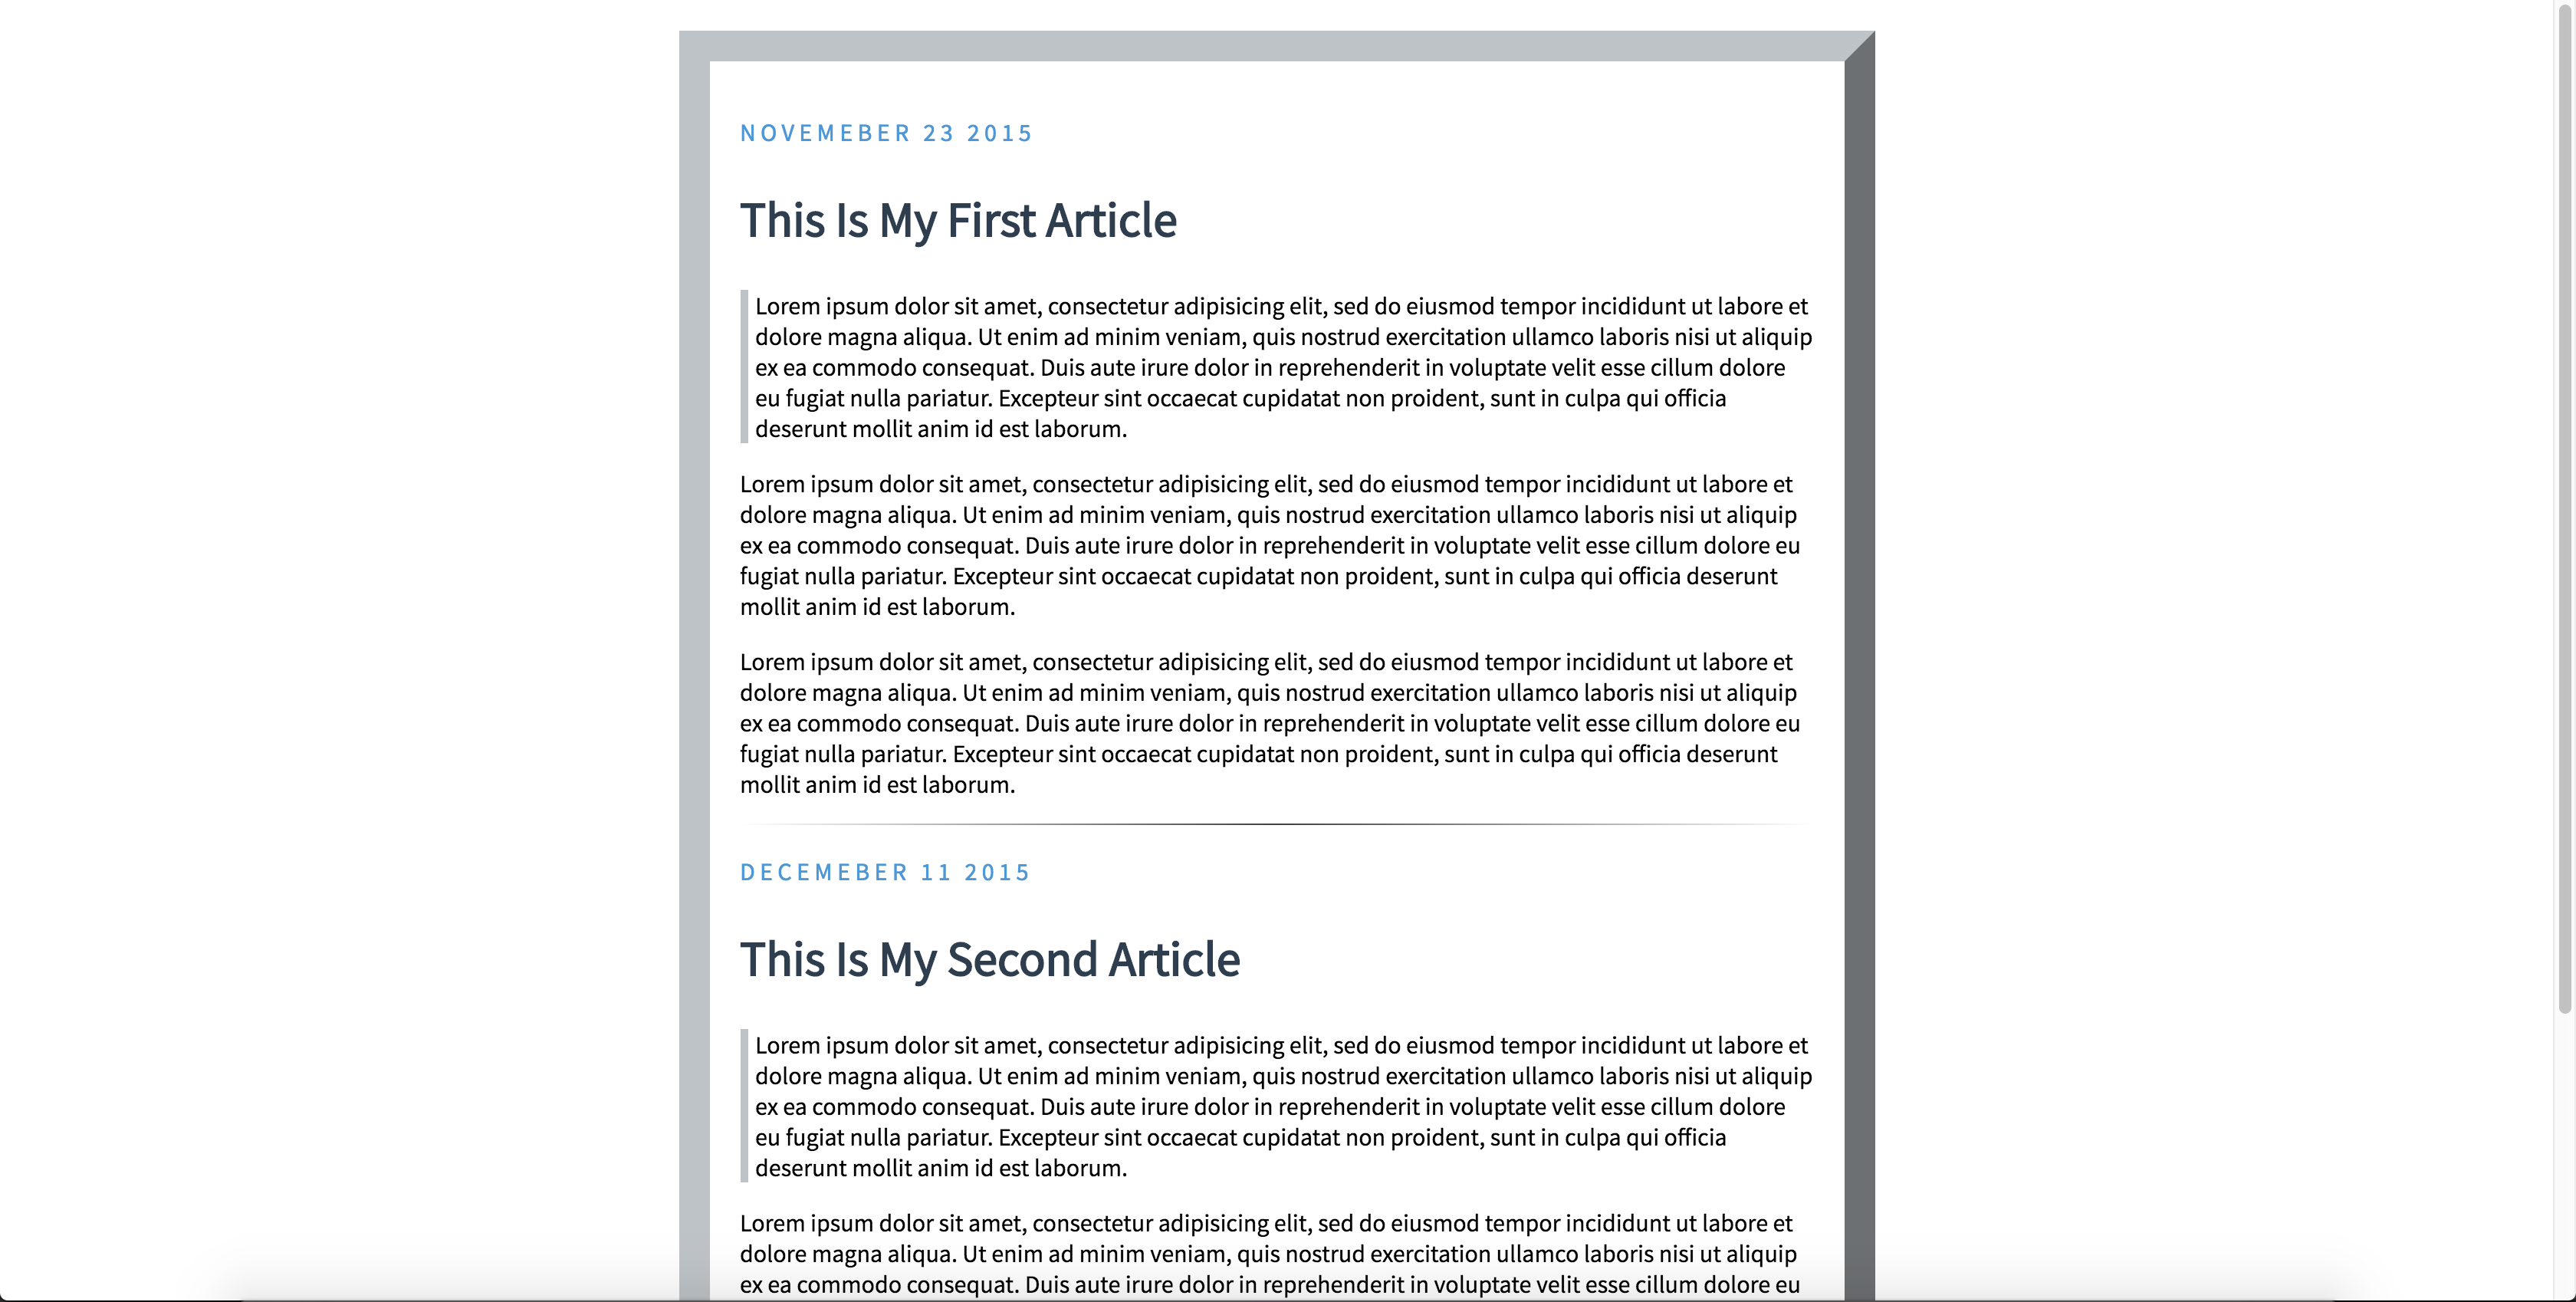 NOVEMEBER 23 2015
This Is My First Article
Lorem ipsum dolor sit amet, consectetur adipisicing elit, sed do eiusmod tempor incididunt ut labore et
dolore magna aliqua. Ut enim ad minim veniam, quis nostrud exercitation ullamco laboris nisi ut aliquip
ex ea commodo consequat. Duis aute irure dolor in reprehenderit in voluptate velit esse cillum dolore
eu fugiat nulla pariatur. Excepteur sint occaecat cupidatat non proident, sunt in culpa qui officia
deserunt mollit anim id est laborum.
Lorem ipsum dolor sit amet, consectetur adipisicing elit, sed do eiusmod tempor incididunt ut labore et
dolore magna aliqua. Ut enim ad minim veniam, quis nostrud exercitation ullamco laboris nisi ut aliquip
ex ea commodo consequat. Duis aute irure dolor in reprehenderit in voluptate velit esse cillum dolore eu
fugiat nulla pariatur. Excepteur sint occaecat cupidatat non proident, sunt in culpa qui officia deserunt
mollit anim id est laborum.
Lorem ipsum dolor sit amet, consectetur adipisicing elit, sed do eiusmod tempor incididunt ut labore et
dolore magna aliqua. Ut enim ad minim veniam, quis nostrud exercitation ullamco laboris nisi ut aliquip
ex ea commodo consequat. Duis aute irure dolor in reprehenderit in voluptate velit esse cillum dolore eu
fugiat nulla pariatur. Excepteur sint occaecat cupidatat non proident, sunt in culpa qui officia deserunt
mollit anim id est laborum.
DECEMEBER 11 2015
This Is My Second Article
Lorem ipsum dolor sit amet, consectetur adipisicing elit, sed do eiusmod tempor incididunt ut labore et
dolore magna aliqua. Ut enim ad minim veniam, quis nostrud exercitation ullamco laboris nisi ut aliquip
ex ea commodo consequat. Duis aute irure dolor in reprehenderit in voluptate velit esse cillum dolore
eu fugiat nulla pariatur. Excepteur sint occaecat cupidatat non proident, sunt in culpa qui officia
deserunt mollit anim id est laborum.
Lorem ipsum dolor sit amet, consectetur adipisicing elit, sed do eiusmod tempor incididunt ut labore et
dolore magna aliqua. Ut enim ad minim veniam, quis nostrud exercitation ullamco laboris nisi ut aliquip
ex ea commodo consequat. Duis aute irure dolor in reprehenderit in voluptate velit esse cillum dolore eu